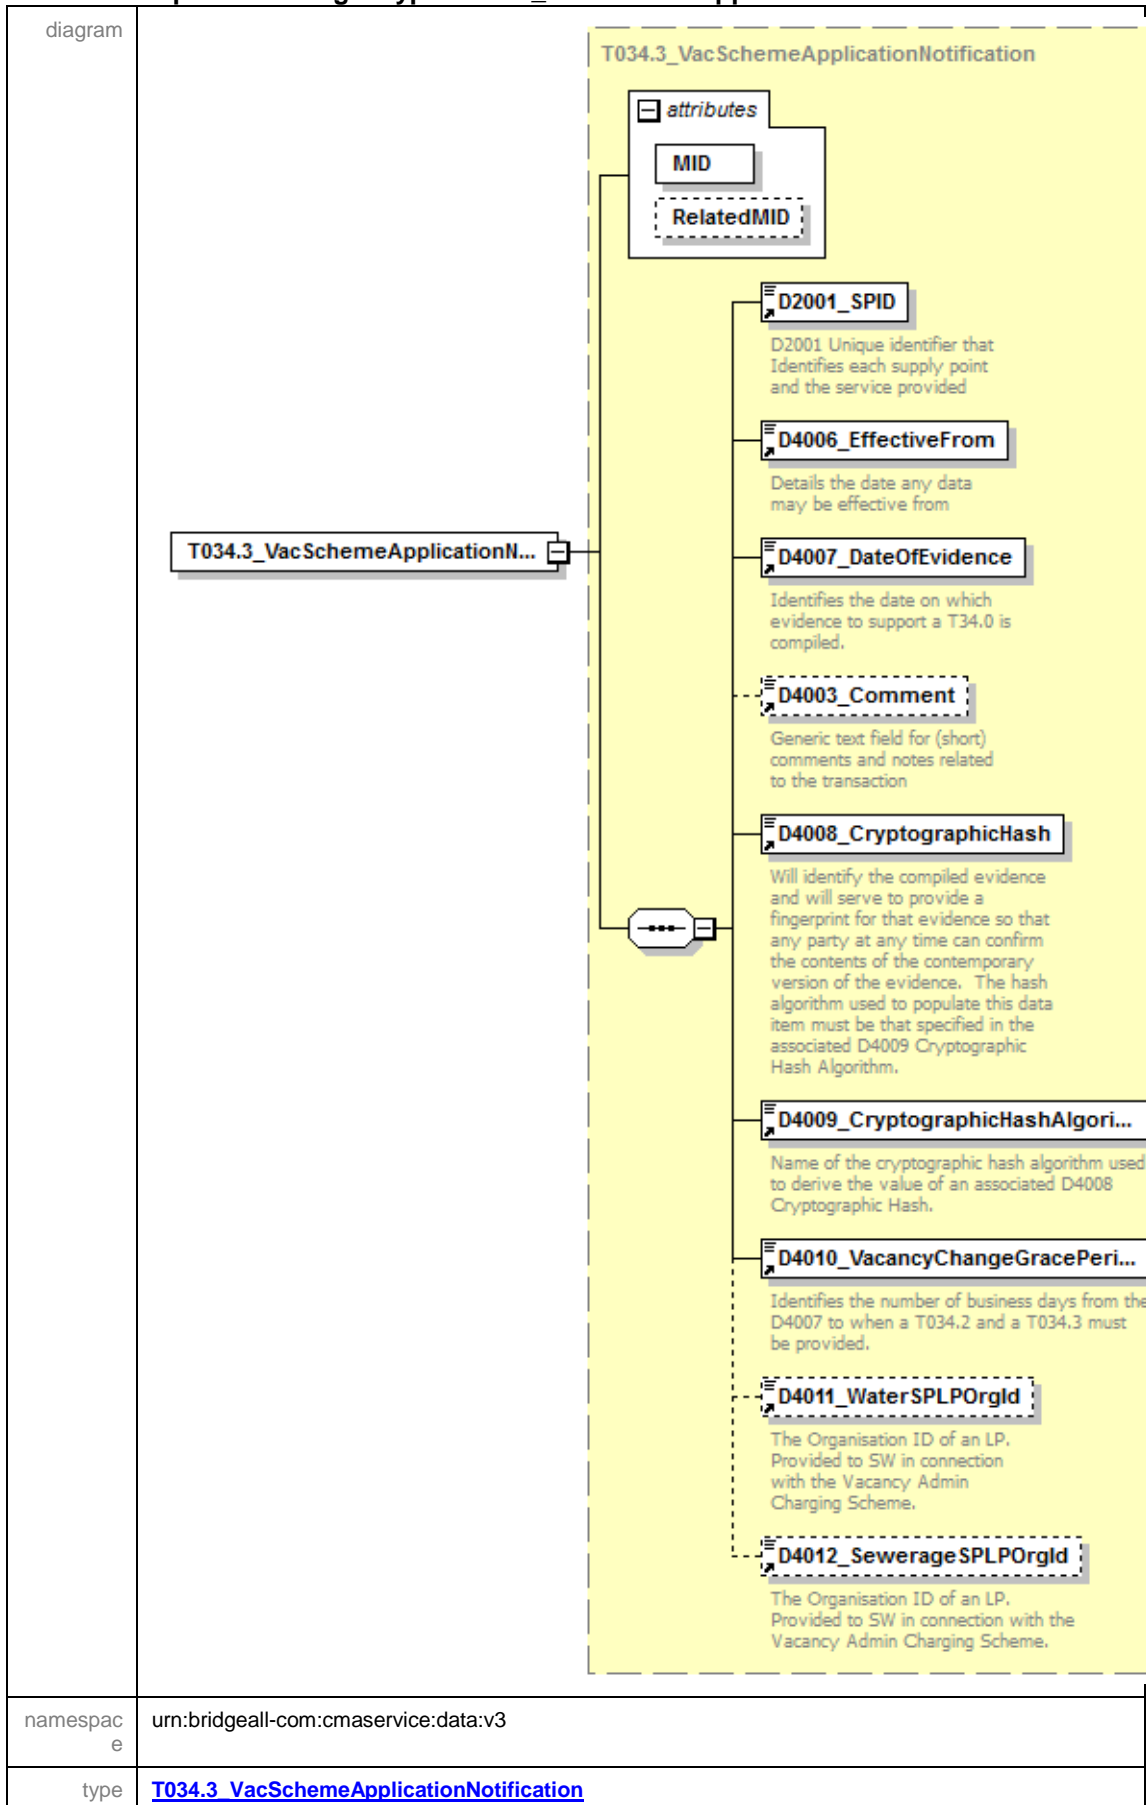 diagram
T034.3_VacSchemeApplicationNotification
attributes
MID
RelatedMID
D2001_SPID
D2001 Unique identifier that
Identifies each supply point
and the service provided
D4006_EffectiveFrom
Details the date any data
may be effective from
T034.3_VacSchemeApplicationN...
D4007_DateOfEvidence
Identifies the date on which
evidence to support a T34.0 is
compiled.
D4003_Comment
Generic text field for (short)
comments and notes related
to the transaction
D4008_CryptographicHash
Will identify the compiled evidence
and will serve to provide a
fingerprint for that evidence so that
any party at any time can confirm
the contents of the contemporary
version of the evidence. The hash
algorithm used to populate this data
item must be that specified in the
associated D4009 Cryptographic
Hash Algorithm.
D4009_CryptographicHashAlgori...
Name of the cryptographic hash algorithm used
to derive the value of an associated D4008
Cryptographic Hash.
D4010_VacancyChangeGracePeri...
Identifies the number of business days from the
D4007 to when a T034.2 and a T034.3 must
be provided.
D4011_WaterSPLPOrgId
The Organisation ID of an LP.
Provided to SW in connection
with the Vacancy Admin
Charging Scheme.
D4012_SewerageSPLPOrgId
The Organisation ID of an LP.
Provided to SW in connection with the
Vacancy Admin Charging Scheme.
namespac
e
urn:bridgeall-com:cmaservice:data:v3
type
T034.3_VacSchemeApplicationNotification